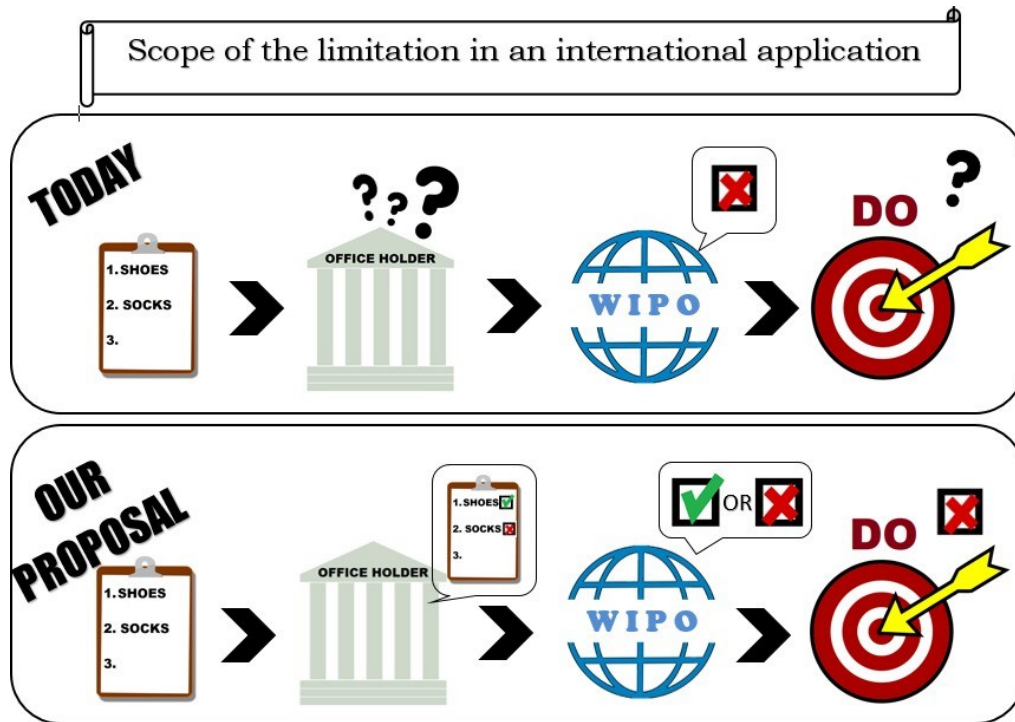 Scope of the limitation in an international application
TODAY
1. SHOES
2. SOCKS
3.
? ? ?
OFFICE HOLDER
WIPO
DO
?
OUR
PROPOSAL
1. SHOES
2. SOCKS
3.
OFFICE HOLDER
1. SHOES
2. SOCKS
3.
OR
WIPO
DO